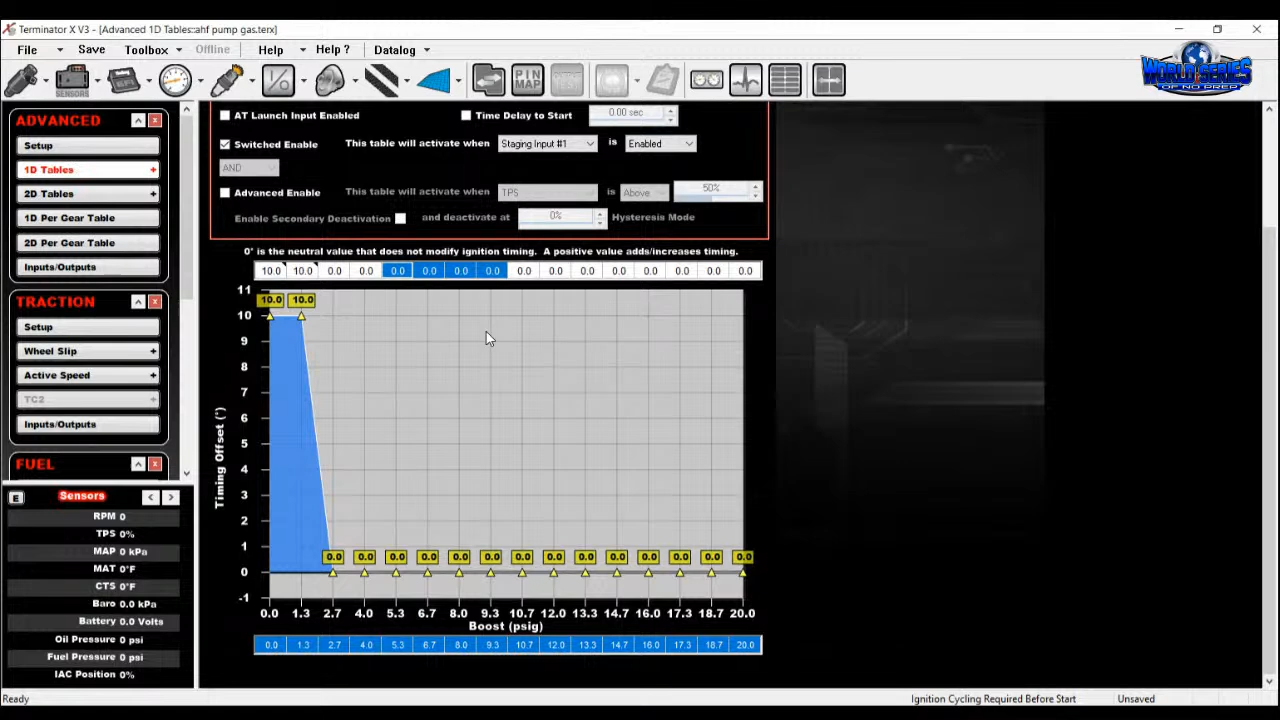 Terminator X V3 - [Advanced 1D Tables::ahf pump gas.terx]
File Save Toolbox Offline Help Help ? Datalog
SENSORS PIN MAP
WORLD SERIES OF NO PREP
ADVANCED
Setup
1D Tables +
2D Tables +
1D Per Gear Table
2D Per Gear Table
Inputs/Outputs
TRACTION
Setup
Wheel Slip +
Active Speed +
TC2 +
Inputs/Outputs
FUEL
E Sensors < >
RPM 0
TPS 0%
MAP 0 kPa
MAT 0°F
CTS 0°F
Baro 0.0 kPa
Battery 0.0 Volts
Oil Pressure 0 psi
Fuel Pressure 0 psi
IAC Position 0%
AT Launch Input Enabled Time Delay to Start 0.00 sec
Switched Enable This table will activate when Staging Input #1 is Enabled
AND
Advanced Enable This table will activate when TPS is Above 50%
Enable Secondary Deactivation and deactivate at 0% Hysteresis Mode
0° is the neutral value that does not modify ignition timing. A positive value adds/increases timing.
10.0 10.0 0.0 0.0 0.0 0.0 0.0 0.0 0.0 0.0 0.0 0.0 0.0 0.0 0.0 0.0
11
10.0 10.0
10
9
8
7
6
5
4
3
2
1
0.0 0.0 0.0 0.0 0.0 0.0 0.0 0.0 0.0 0.0 0.0 0.0 0.0 0.0
0
-1
Timing Offset (°)
0.0 1.3 2.7 4.0 5.3 6.7 8.0 9.3 10.7 12.0 13.3 14.7 16.0 17.3 18.7 20.0
Boost (psig)
0.0 1.3 2.7 4.0 5.3 6.7 8.0 9.3 10.7 12.0 13.3 14.7 16.0 17.3 18.7 20.0
Ready Ignition Cycling Required Before Start Unsaved